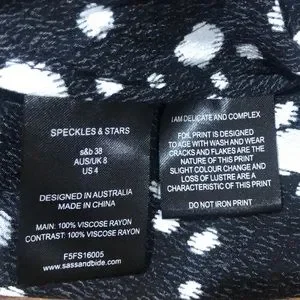 SPECKLES & STARS
s&b 38
AUS/UK 8
US 4
DESIGNED IN AUSTRALIA
MADE IN CHINA
MAIN: 100% VISCOSE RAYON
CONTRAST: 100% VISCOSE RAYON
F5FS16005
www.sassandbide.com
I AM DELICATE AND COMPLEX
FOIL PRINT IS DESIGNED
TO AGE WITH WASH AND WEAR
CRACKS AND FLAKES ARE THE
NATURE OF THIS PRINT
SLIGHT COLOUR CHANGE AND
LOSS OF LUSTRE ARE A
CHARACTERISTIC OF THIS PRINT
DO NOT IRON PRINT